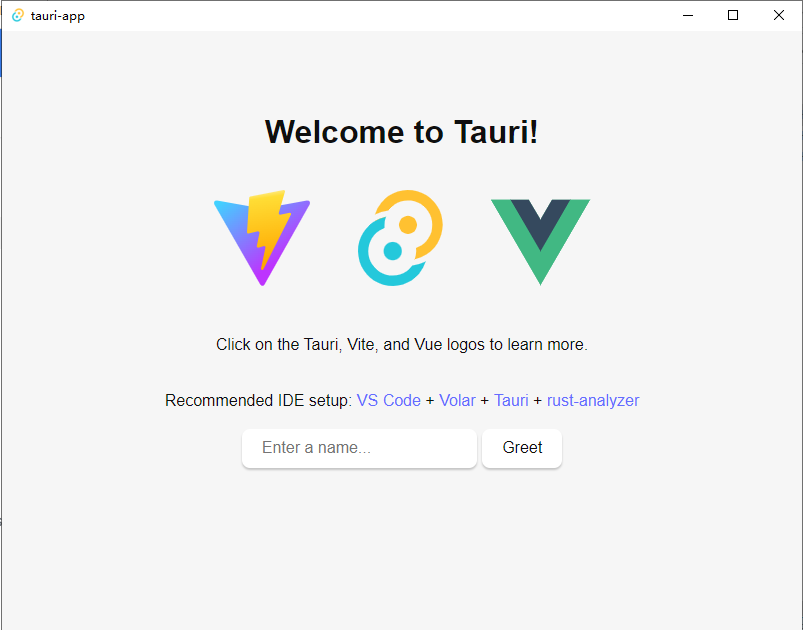 tauri-app
Welcome to Tauri!
Click on the Tauri, Vite, and Vue logos to learn more.
Recommended IDE setup: VS Code + Volar + Tauri + rust-analyzer
Enter a name...
Greet